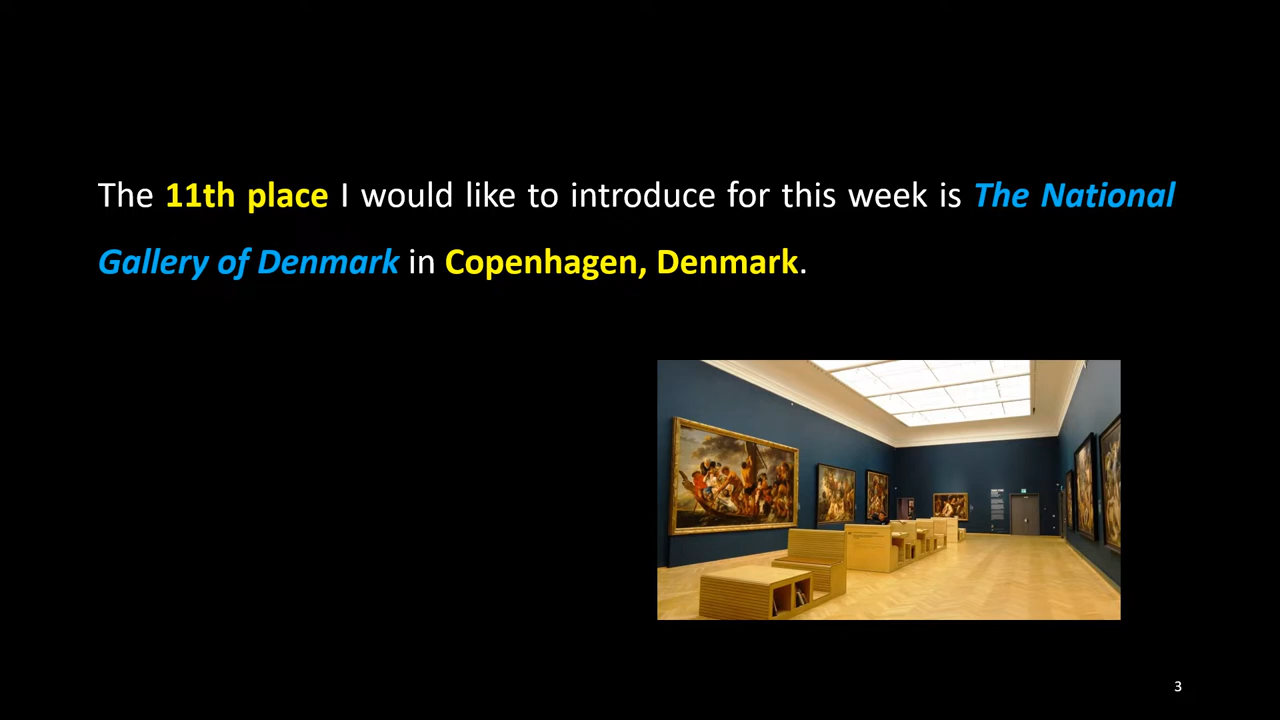 The 11th place I would like to introduce for this week is The National
Gallery of Denmark in Copenhagen, Denmark.
3